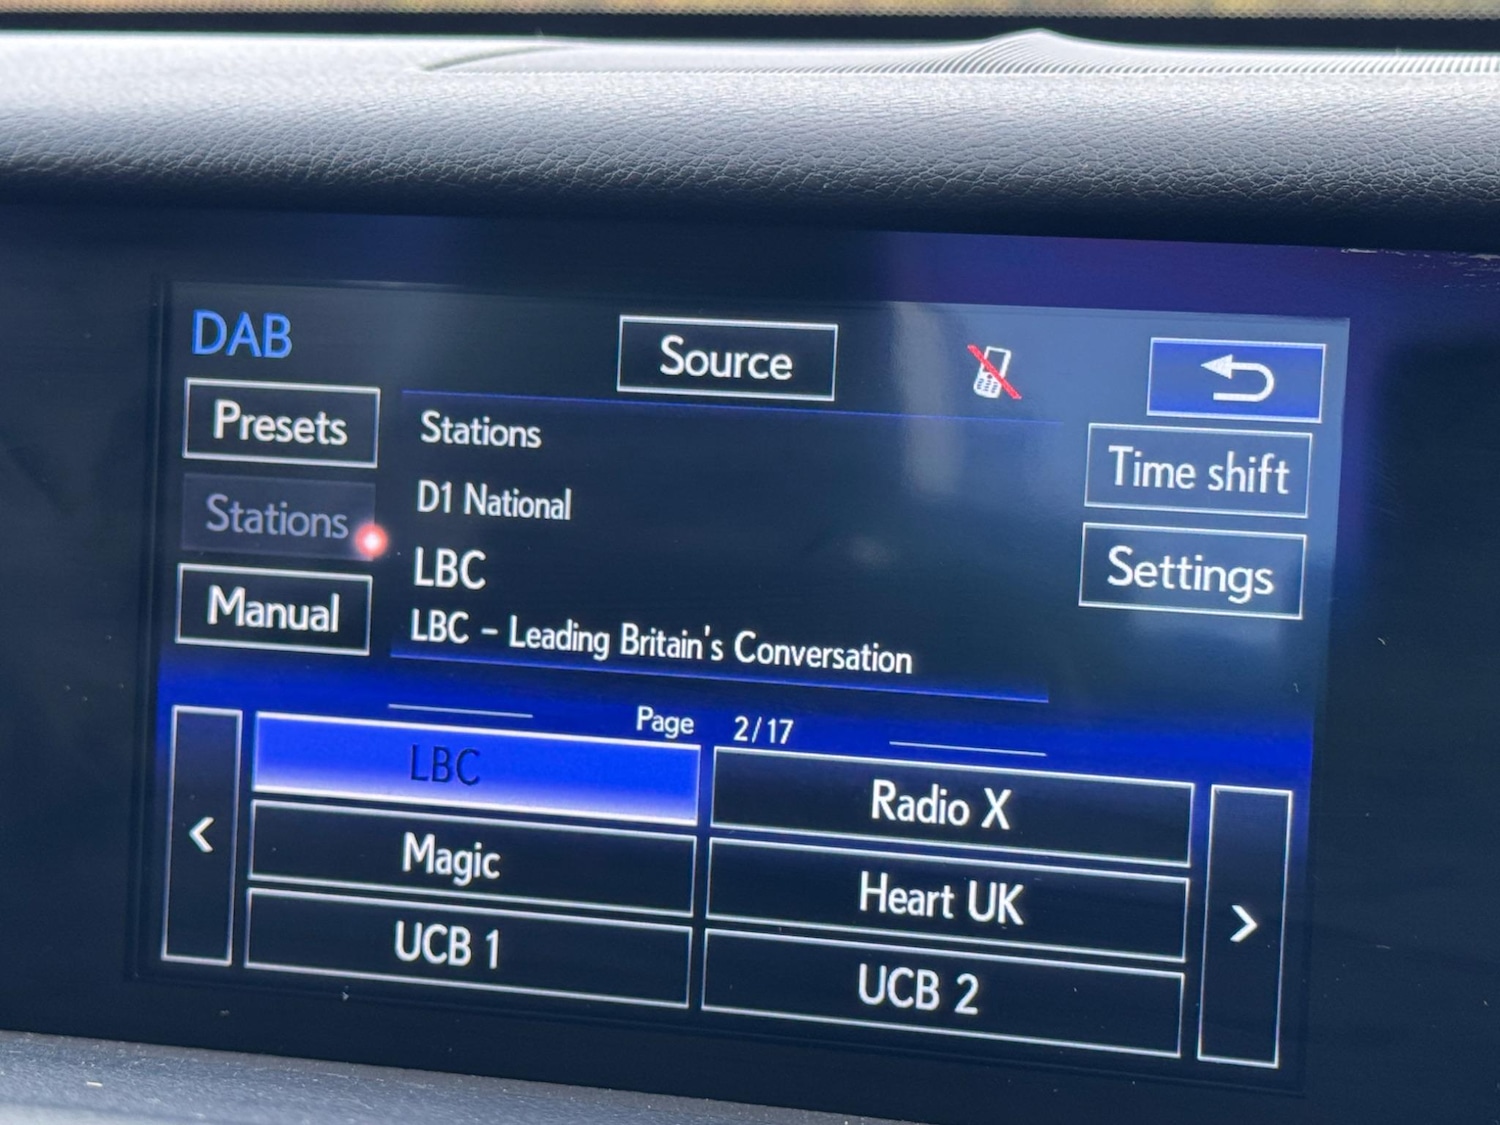 DAB
Source
Presets
Stations
Time shift
D1 National
Stations
LBC
Settings
Manual
LBC - Leading Britain's Conversation
Page 2/17
LBC
Radio X
<
Magic
Heart UK
>
UCB 1
UCB 2